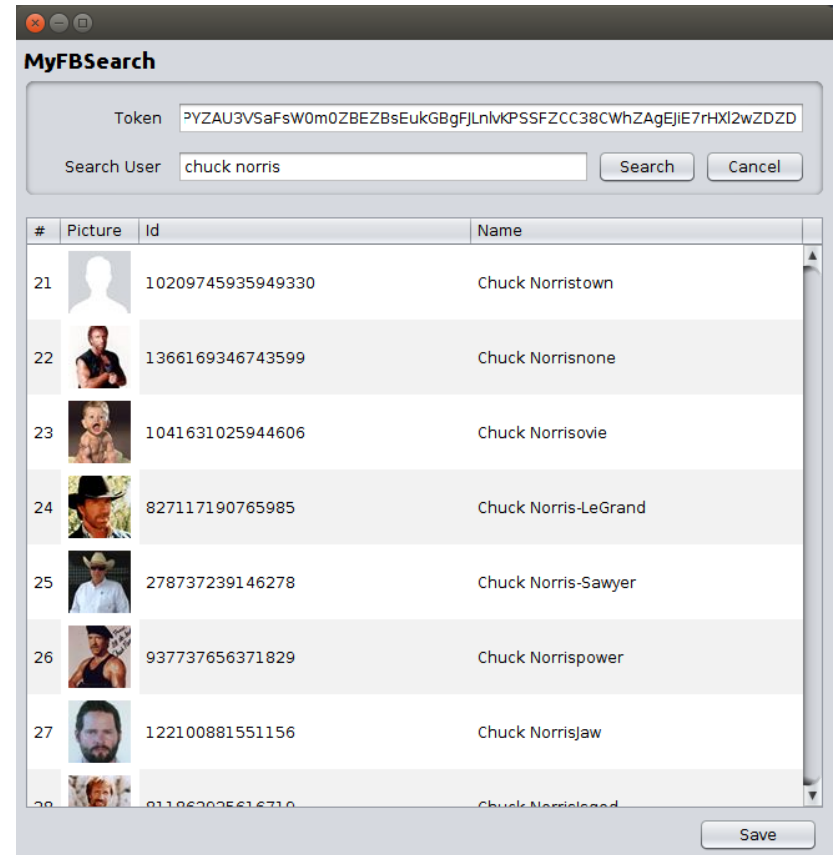 MyFBSearch
Token PYZAU3VSaFsW0m0ZBEZBsEukGBgFJLnlvKPSSFZCC38CWhZAgEJiE7rHXl2wZDZD
Search User chuck norris Search Cancel
# Picture Id Name
21 10209745935949330 Chuck Norristown
22 1366169346743599 Chuck Norrisnone
23 1041631025944606 Chuck Norrisovie
24 827117190765985 Chuck Norris-LeGrand
25 278737239146278 Chuck Norris-Sawyer
26 937737656371829 Chuck Norrispower
27 122100881551156 Chuck NorrisJaw
28 Chuck
Save